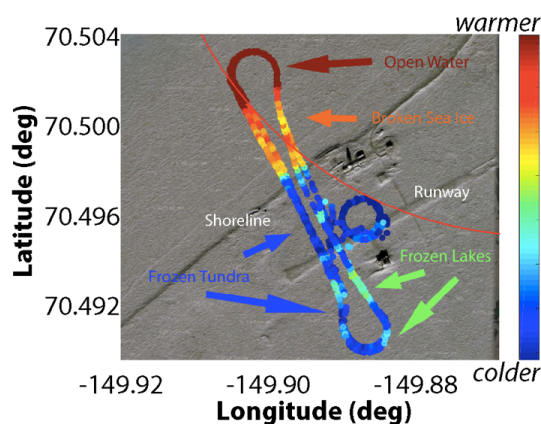 warmer
70.504
Open Water
70.500
Broken Sea Ice
Latitude (deg)
Runway
70.496
Shoreline
Frozen Tundra
Frozen Lakes
70.492
colder
-149.92
-149.90
-149.88
Longitude (deg)